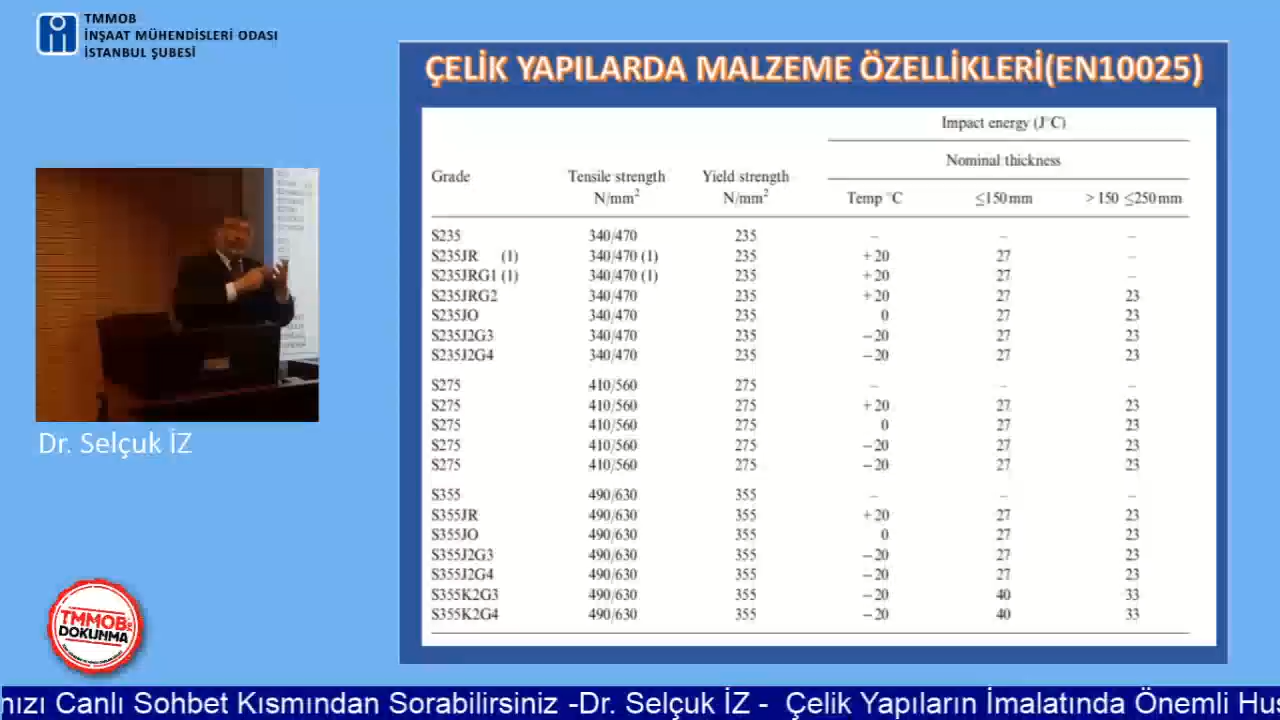 TMMOB
İNŞAAT MÜHENDİSLERİ ODASI
İSTANBUL ŞUBESİ
ÇELİK YAPILARDA MALZEME ÖZELLİKLERİ(EN10025)
Impact energy (J°C)
Nominal thickness
Grade Tensile strength N/mm² Yield strength N/mm² Temp °C ≤150mm > 150 ≤250mm
S235 340/470 235 – – –
S235JR (1) 340/470 (1) 235 +20 27 –
S235JRG1 (1) 340/470 (1) 235 +20 27 –
S235JRG2 340/470 235 +20 27 23
S235JO 340/470 235 0 27 23
S235J2G3 340/470 235 –20 27 23
S235J2G4 340/470 235 –20 27 23
S275 410/560 275 – – –
S275 410/560 275 +20 27 23
S275 410/560 275 0 27 23
S275 410/560 275 –20 27 23
S275 410/560 275 –20 27 23
S355 490/630 355 – – –
S355JR 490/630 355 +20 27 23
S355JO 490/630 355 0 27 23
S355J2G3 490/630 355 –20 27 23
S355J2G4 490/630 355 –20 27 23
S355K2G3 490/630 355 –20 40 33
S355K2G4 490/630 355 –20 40 33
Dr. Selçuk İZ
TMMOB'ye
DOKUNMA
nızı Canlı Sohbet Kısmından Sorabilirsiniz -Dr. Selçuk İZ - Çelik Yapıların İmalatında Önemli Hus